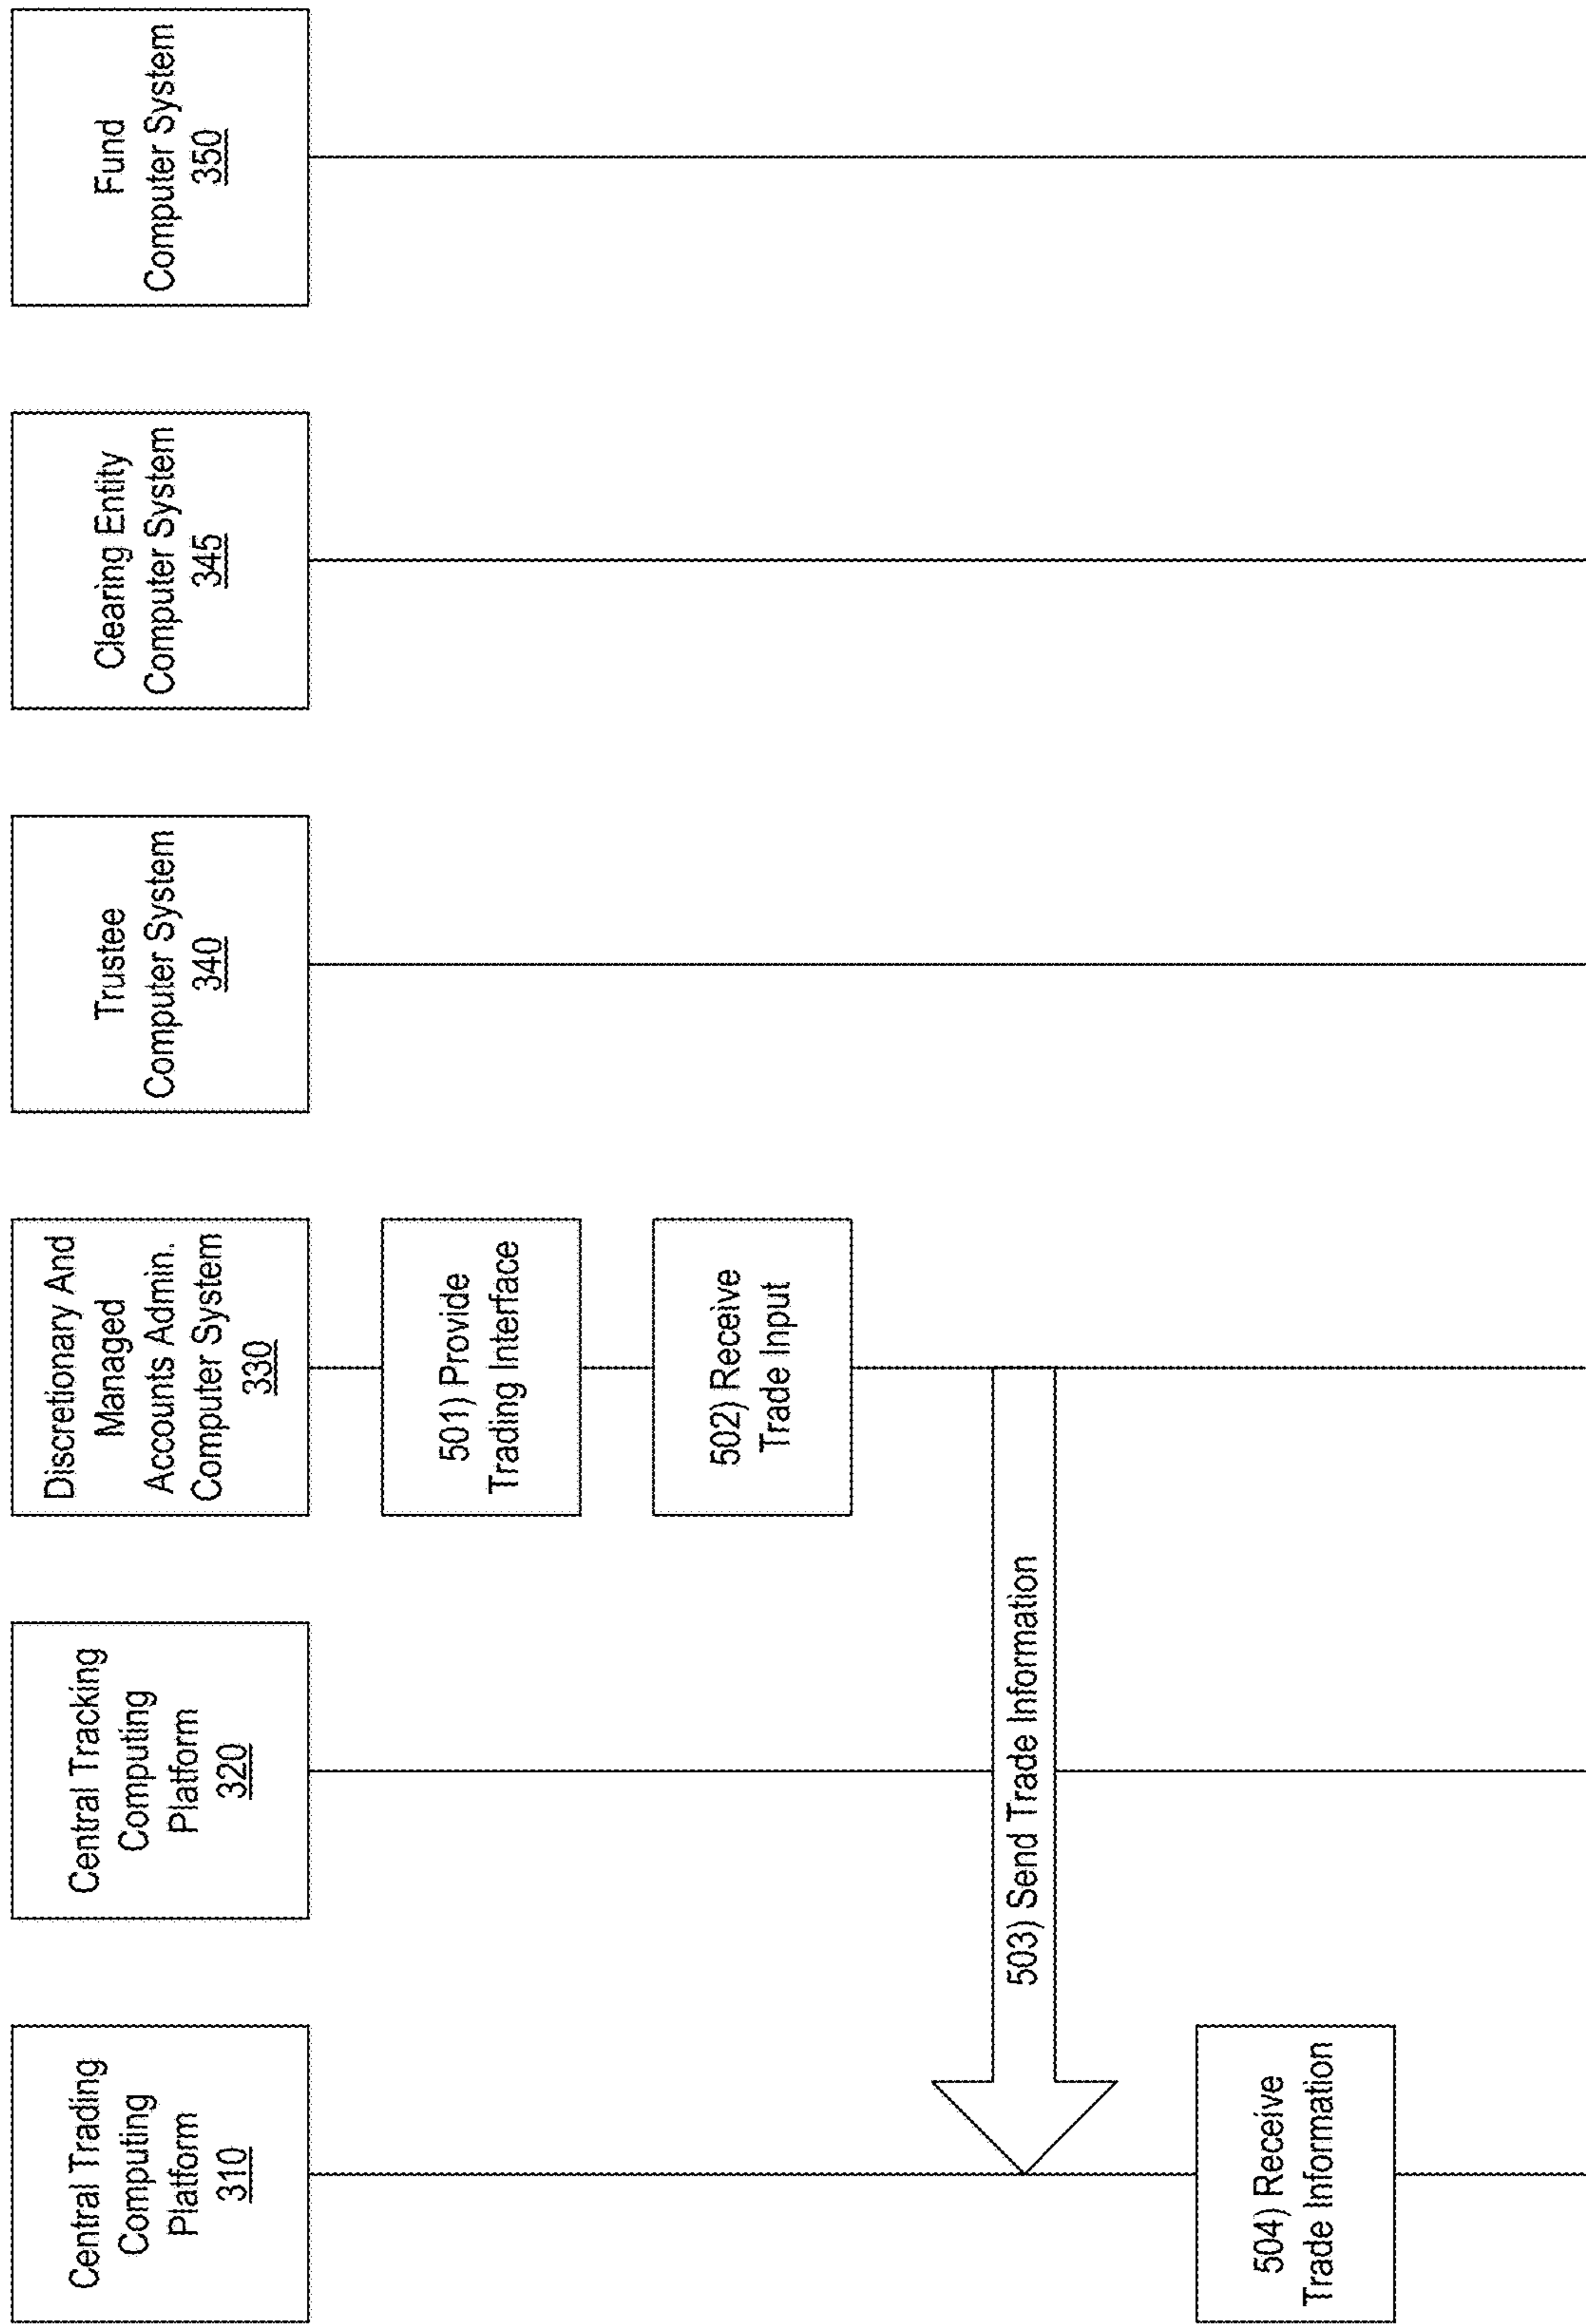 Central Trading
Computing
Platform
310
Central Tracking
Computing
Platform
320
Discretionary And
Managed
Accounts Admin.
Computer System
330
Trustee
Computer System
340
Clearing Entity
Computer System
345
Fund
Computer System
350
501) Provide
Trading Interface
502) Receive
Trade Input
503) Send Trade Information
504) Receive
Trade Information